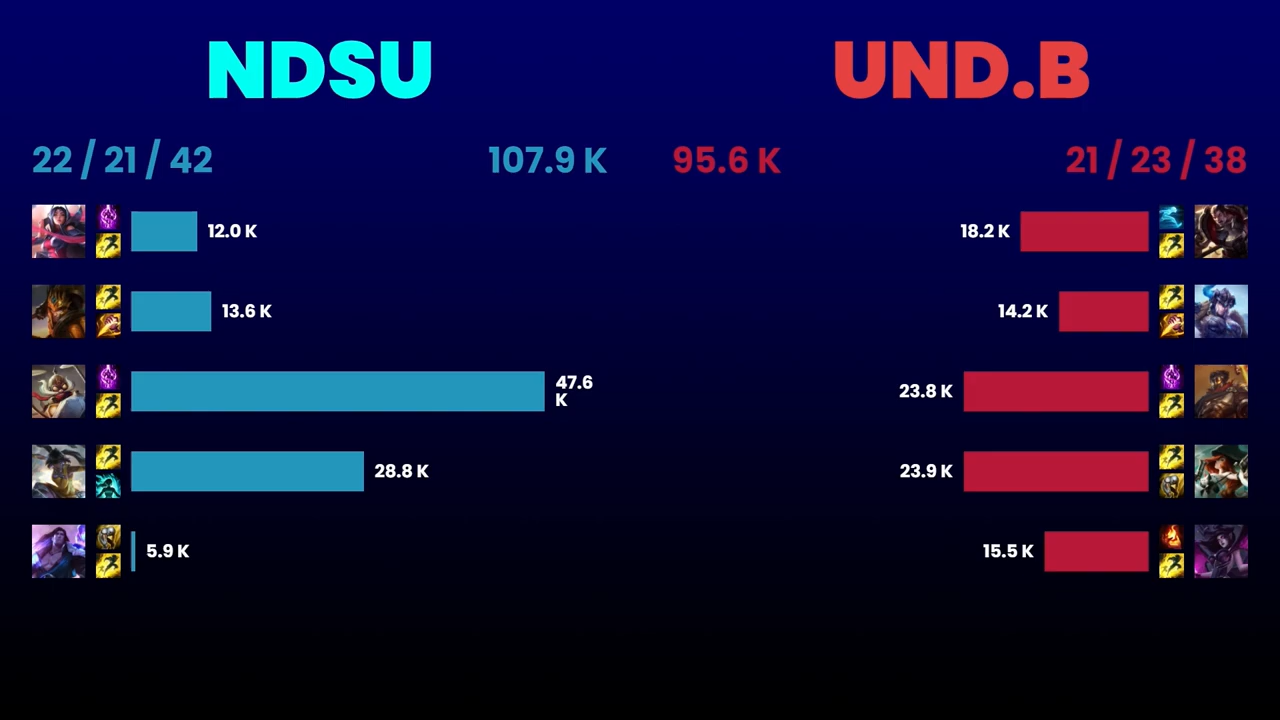 NDSU
UND.B
22 / 21 / 42
107.9 K
95.6 K
21 / 23 / 38
12.0 K
18.2 K
13.6 K
14.2 K
47.6
K
23.8 K
28.8 K
23.9 K
5.9 K
15.5 K